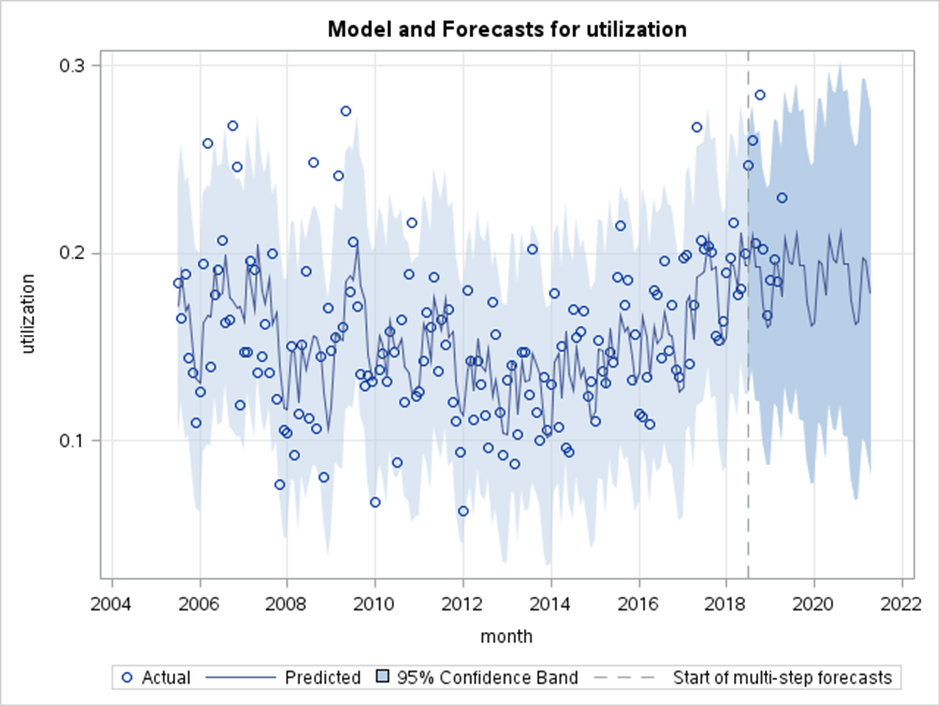 Model and Forecasts for utilization
0.3
0.2
0.1
utilization
2004 2006 2008 2010 2012 2014 2016 2018 2020 2022
month
Actual Predicted 95% Confidence Band Start of multi-step forecasts